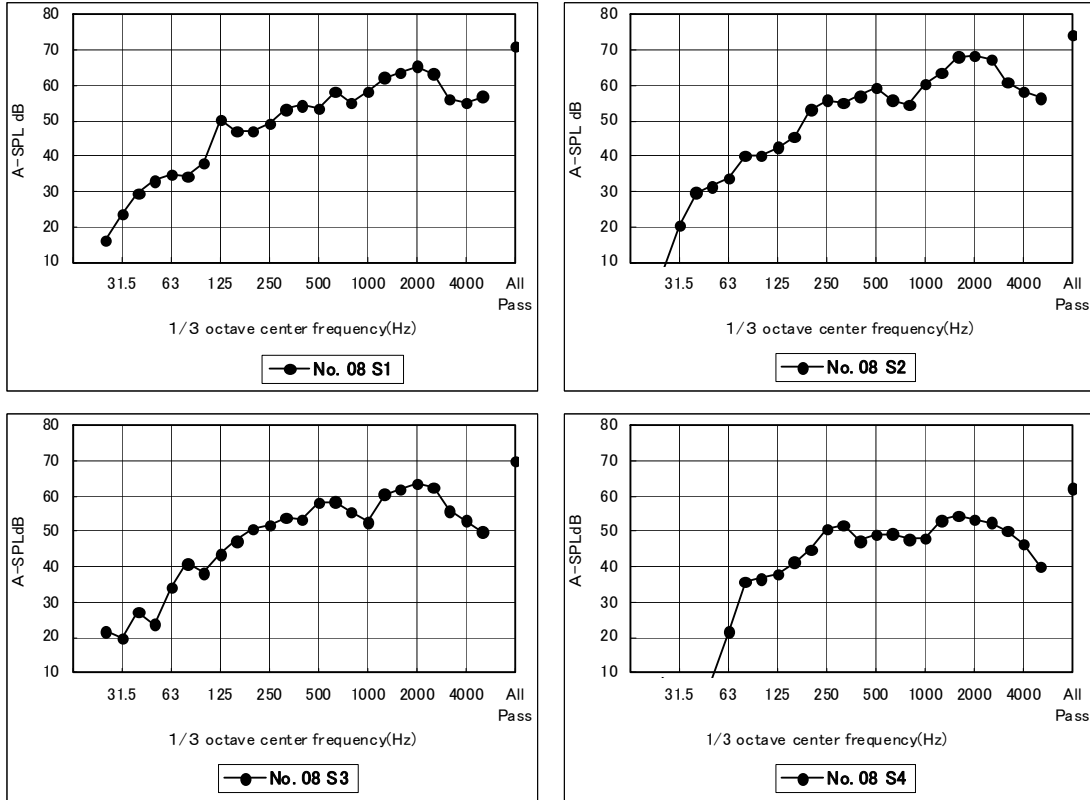 80
70
60
50
40
30
20
10
A-SPL dB
31.5 63 125 250 500 1000 2000 4000 All
Pass
1/3 octave center frequency(Hz)
No. 08 S1
80
70
60
50
40
30
20
10
A-SPL dB
31.5 63 125 250 500 1000 2000 4000 All
Pass
1/3 octave center frequency(Hz)
No. 08 S2
80
70
60
50
40
30
20
10
A-SPLdB
31.5 63 125 250 500 1000 2000 4000 All
Pass
1/3 octave center frequency(Hz)
No. 08 S3
80
70
60
50
40
30
20
10
A-SPLdB
31.5 63 125 250 500 1000 2000 4000 All
Pass
1/3 octave center frequency(Hz)
No. 08 S4